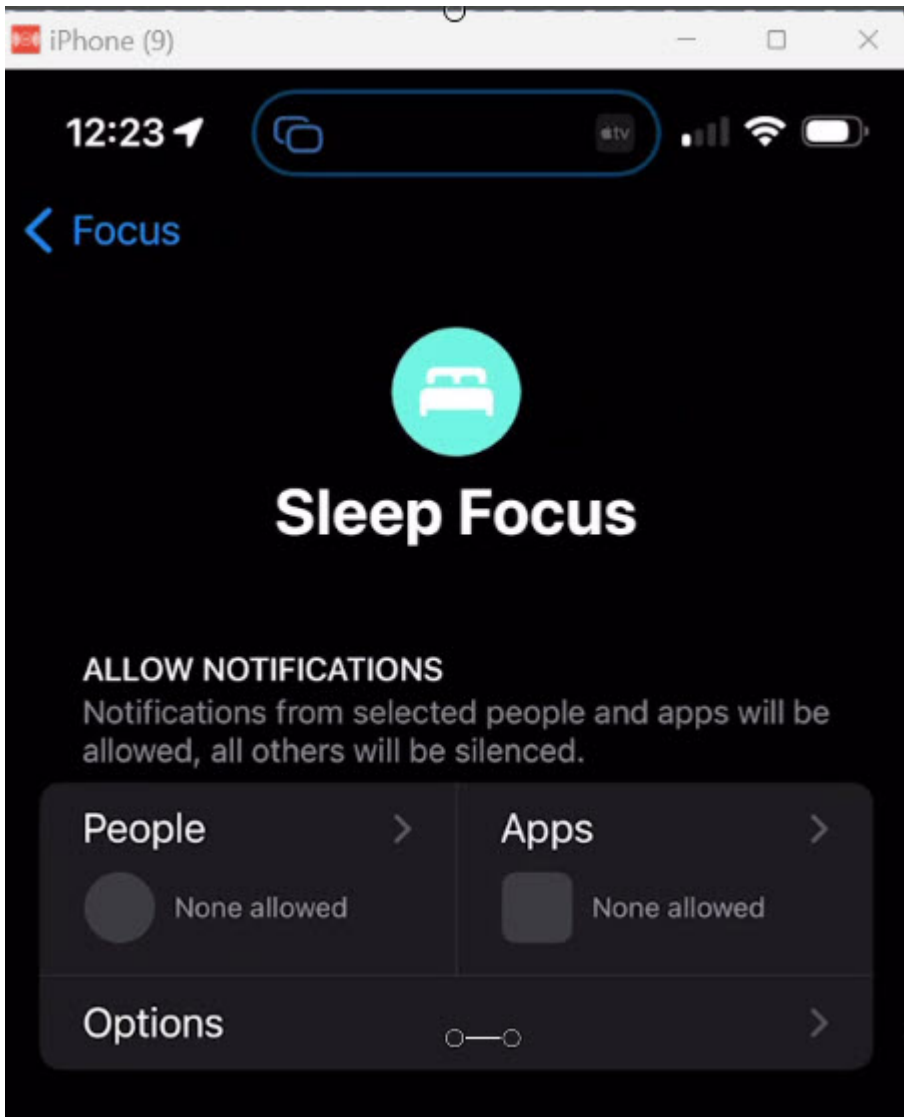 iPhone (9)
12:23
tv
Focus
Sleep Focus
ALLOW NOTIFICATIONS
Notifications from selected people and apps will be
allowed, all others will be silenced.
People
Apps
None allowed
None allowed
Options